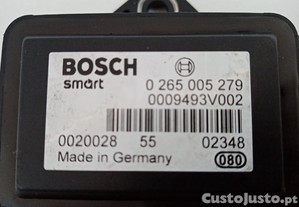 BOSCH
smart 0 265 005 279
0009493V002
0020028 55 02348
Made in Germany 080
CustoJusto.pt